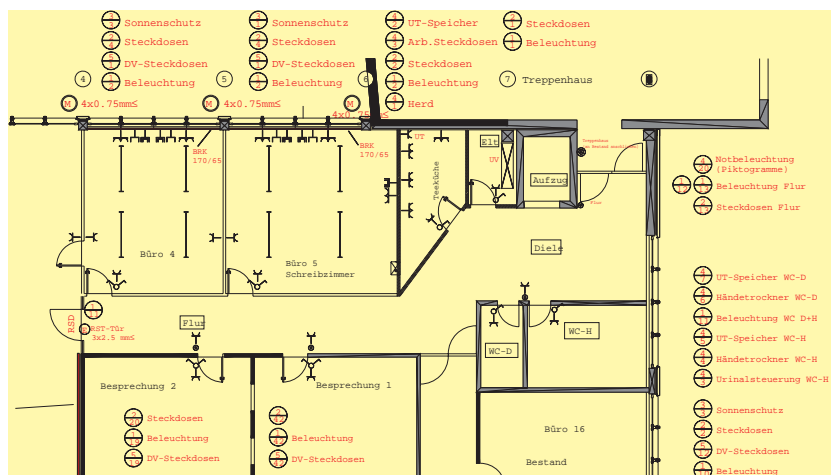 Sonnenschutz
Steckdosen
DV-Steckdosen
Beleuchtung
Sonnenschutz
Steckdosen
DV-Steckdosen
Beleuchtung
UT-Speicher
Arb.Steckdosen
Steckdosen
Beleuchtung
Herd
Steckdosen
Beleuchtung
4
5
6
7
Treppenhaus
M
4x0.75mm≤
M
4x0.75mm≤
M
4x0.75mm≤
BRK
170/65
BRK
170/65
UT
Elt
UV
Teeküche
Aufzug
Flur
Notbeleuchtung
(Piktogramme)
Beleuchtung Flur
Steckdosen Flur
Büro 4
Büro 5
Schreibzimmer
Diele
UT-Speicher WC-D
Händetrockner WC-D
Beleuchtung WC D+H
UT-Speicher WC-H
Händetrockner WC-H
Urinalsteuerung WC-H
RSD
RST-Tür
3x2.5 mm≤
Flur
WC-D
WC-H
Besprechung 2
Steckdosen
Beleuchtung
DV-Steckdosen
Besprechung 1
Beleuchtung
DV-Steckdosen
Büro 16
Bestand
Sonnenschutz
Steckdosen
DV-Steckdosen
Beleuchtung